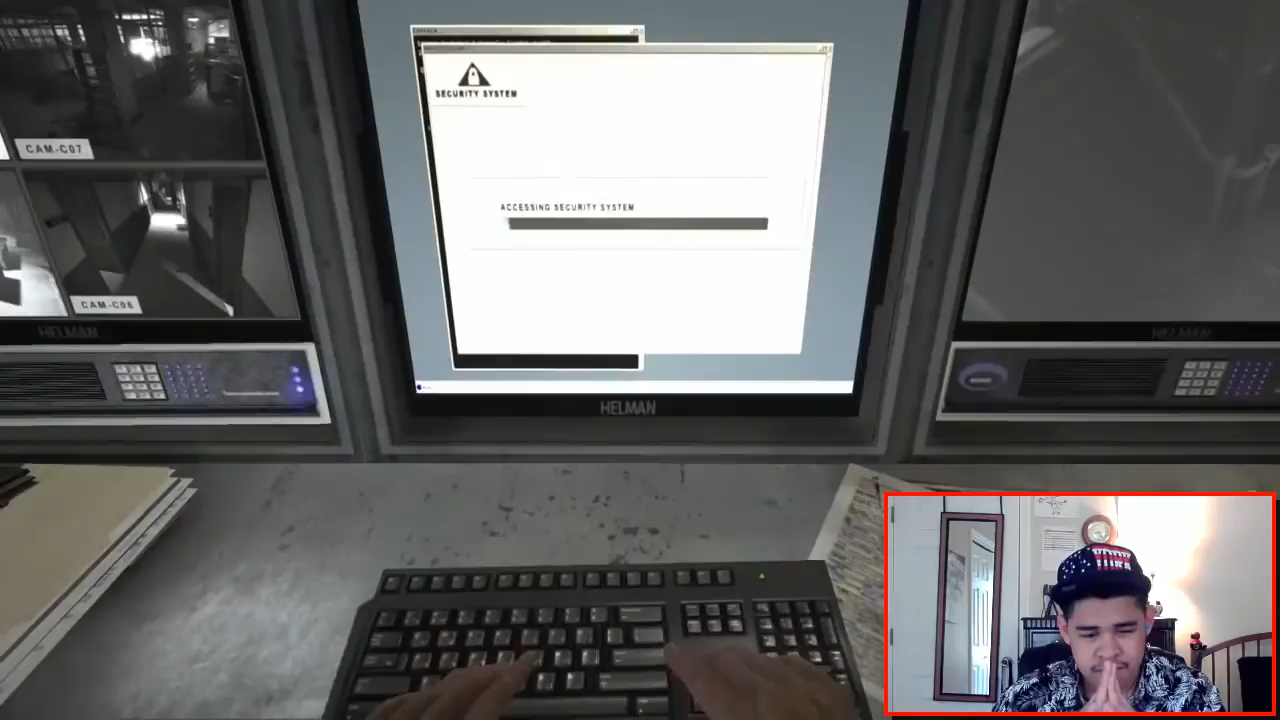 SECURITY SYSTEM
ACCESSING SECURITY SYSTEM
CAM-C07
CAM-C06
HELMAN
HELMAN
HELMAN